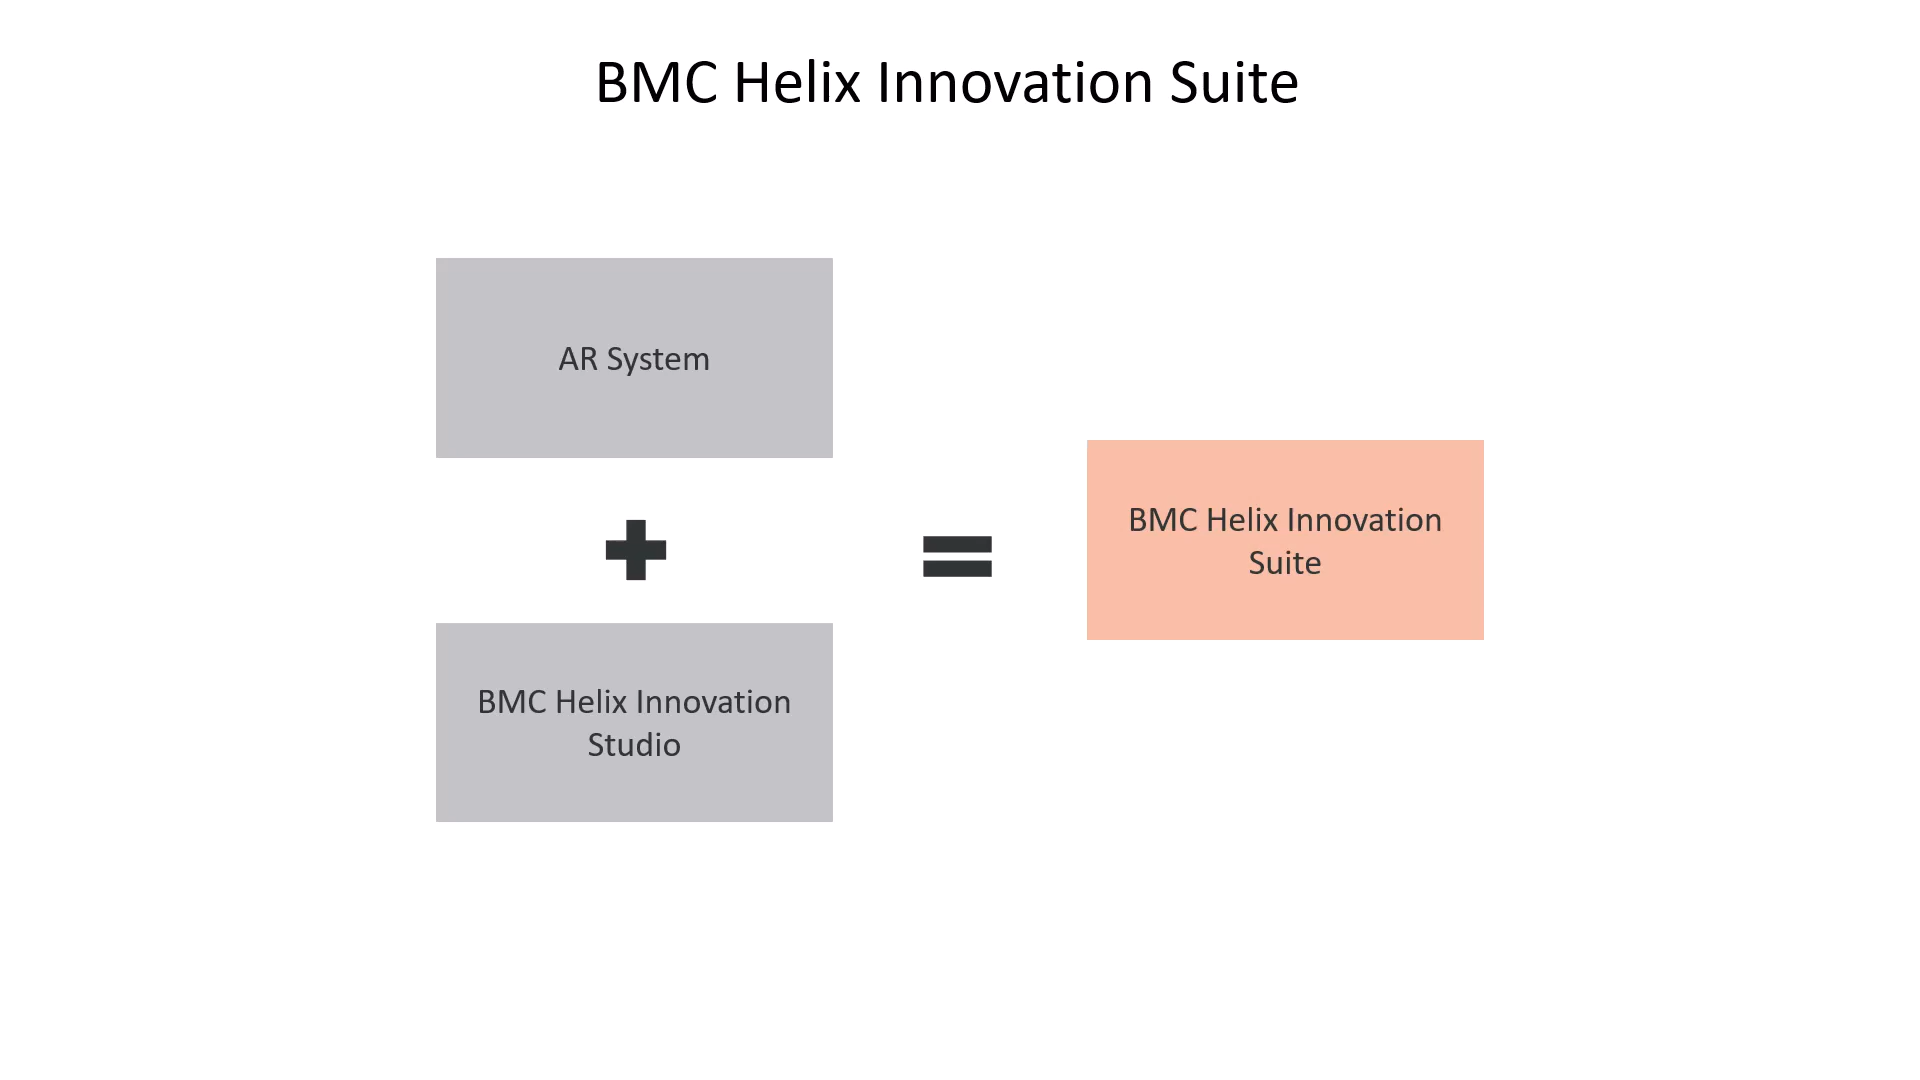 BMC Helix Innovation Suite
AR System
BMC Helix Innovation
Studio
BMC Helix Innovation
Suite